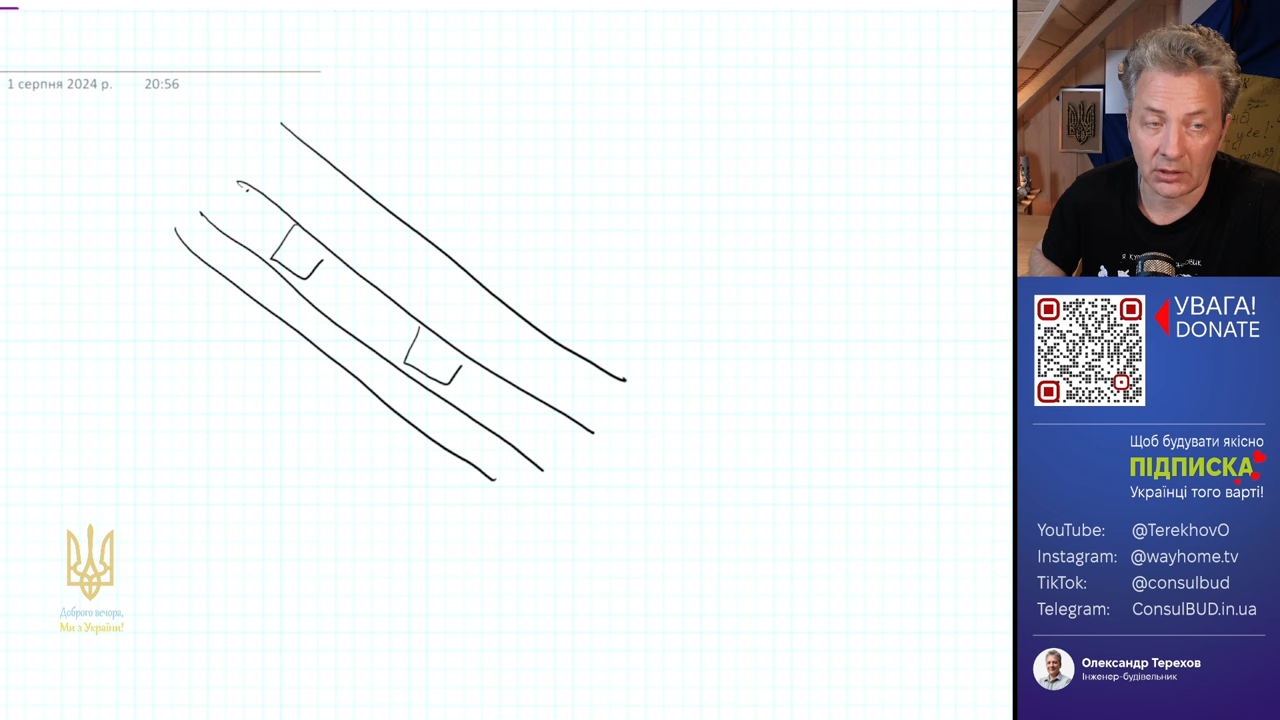 1 серпня 2024 р. 20:56
Доброго вечора,
Ми з України!
УВАГА!
DONATE
Щоб будувати якісно
ПІДПИСКА
Українці того варті!
YouTube: @TerekhovO
Instagram: @wayhome.tv
TikTok: @consulbud
Telegram: ConsulBUD.in.ua
Олександр Терехов
Інженер-будівельник